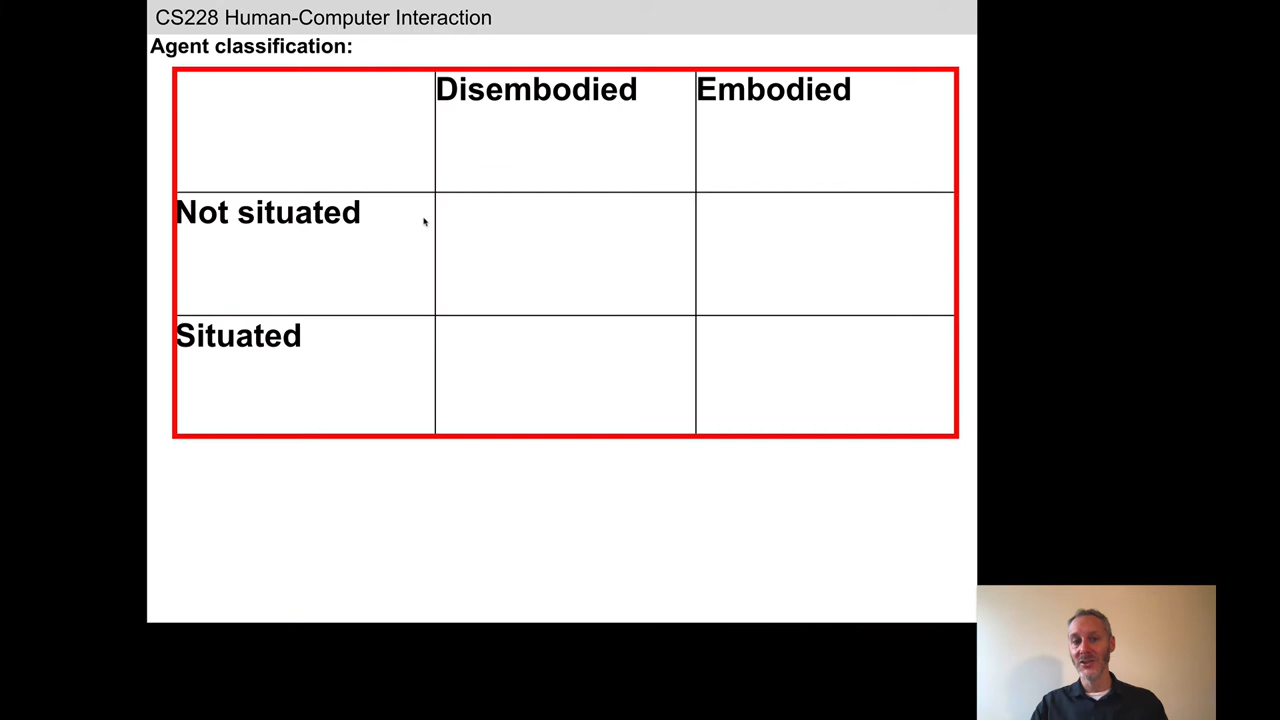 CS228 Human-Computer Interaction
Agent classification:
Disembodied Embodied
Not situated
Situated